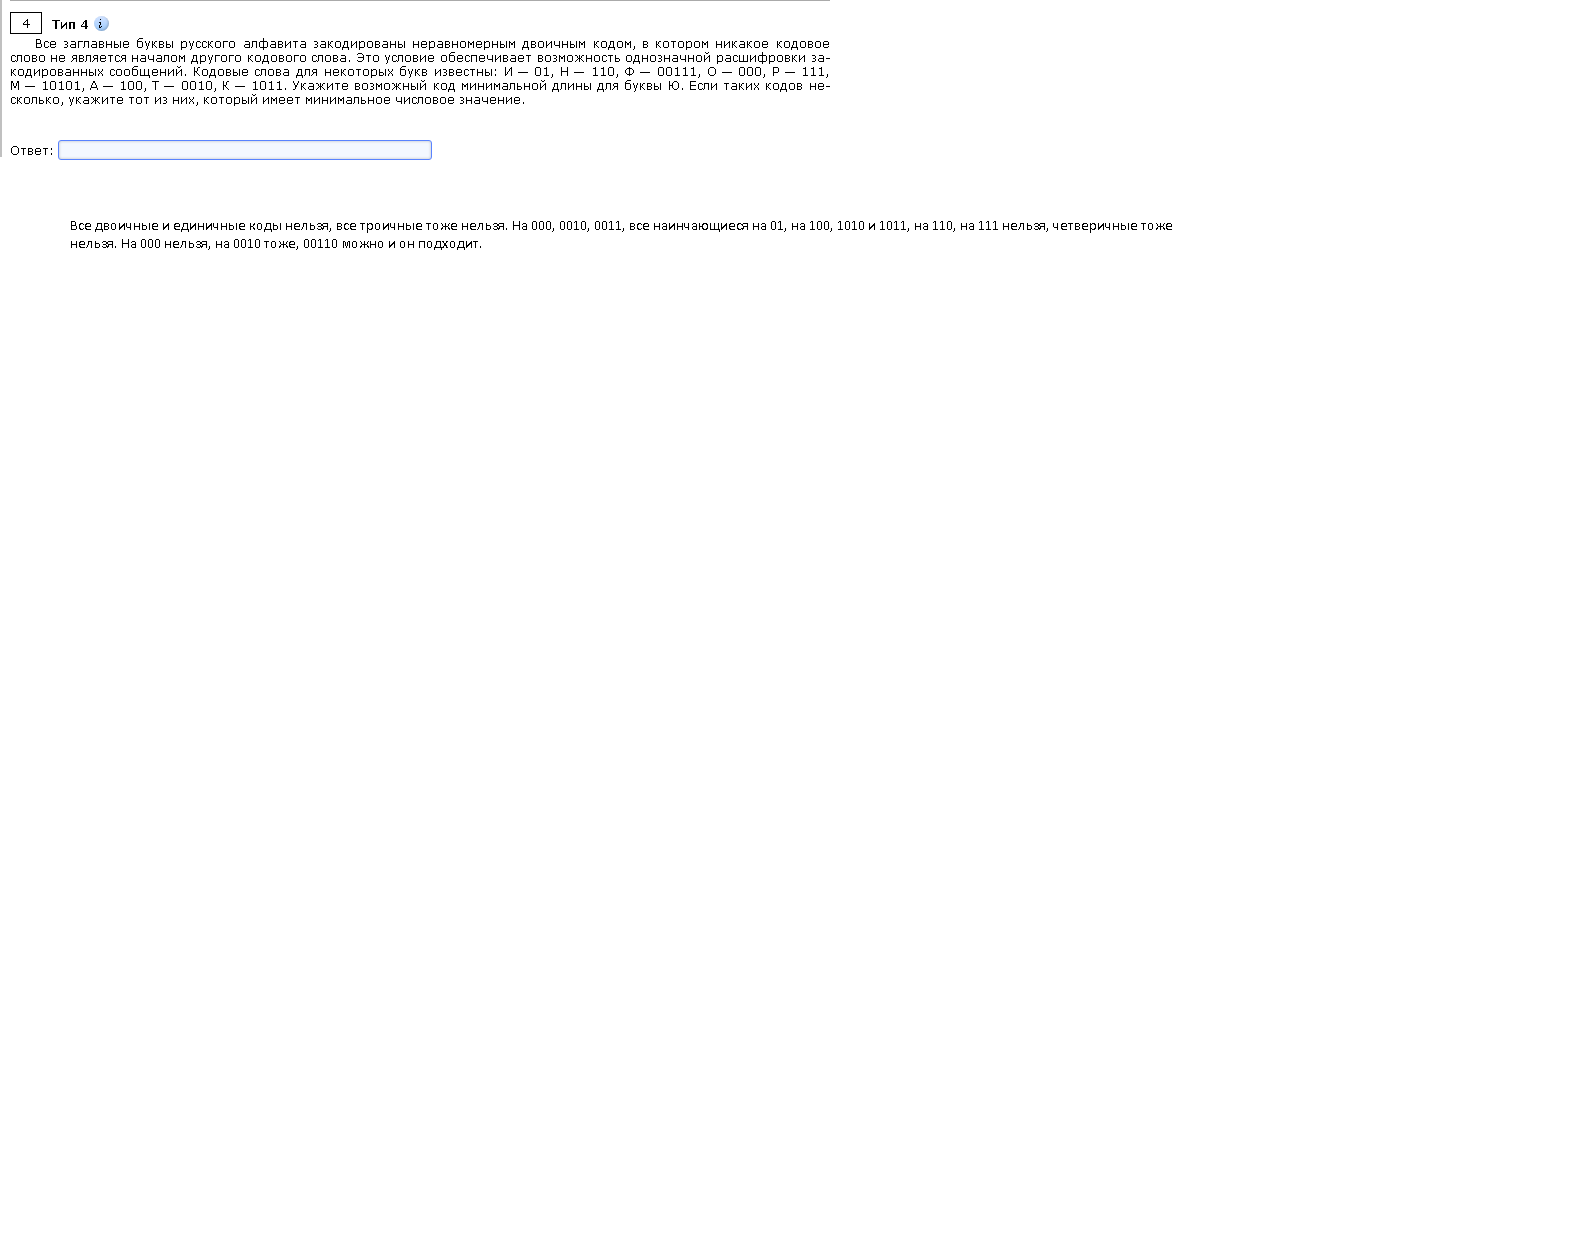 4 Тип 4 i
Все заглавные буквы русского алфавита закодированы неравномерным двоичным кодом, в котором никакое кодовое
слово не является началом другого кодового слова. Это условие обеспечивает возможность однозначной расшифровки за-
кодированных сообщений. Кодовые слова для некоторых букв известны: И — 01, Н — 110, Ф — 00111, О — 000, Р — 111,
М — 10101, А — 100, Т — 0010, К — 1011. Укажите возможный код минимальной длины для буквы Ю. Если таких кодов не-
сколько, укажите тот из них, который имеет минимальное числовое значение.
Ответ:
Все двоичные и единичные коды нельзя, все троичные тоже нельзя. На 000, 0010, 0011, все наинчающиеся на 01, на 100, 1010 и 1011, на 110, на 111 нельзя, четверичные тоже
нельзя. На 000 нельзя, на 0010 тоже, 00110 можно и он подходит.